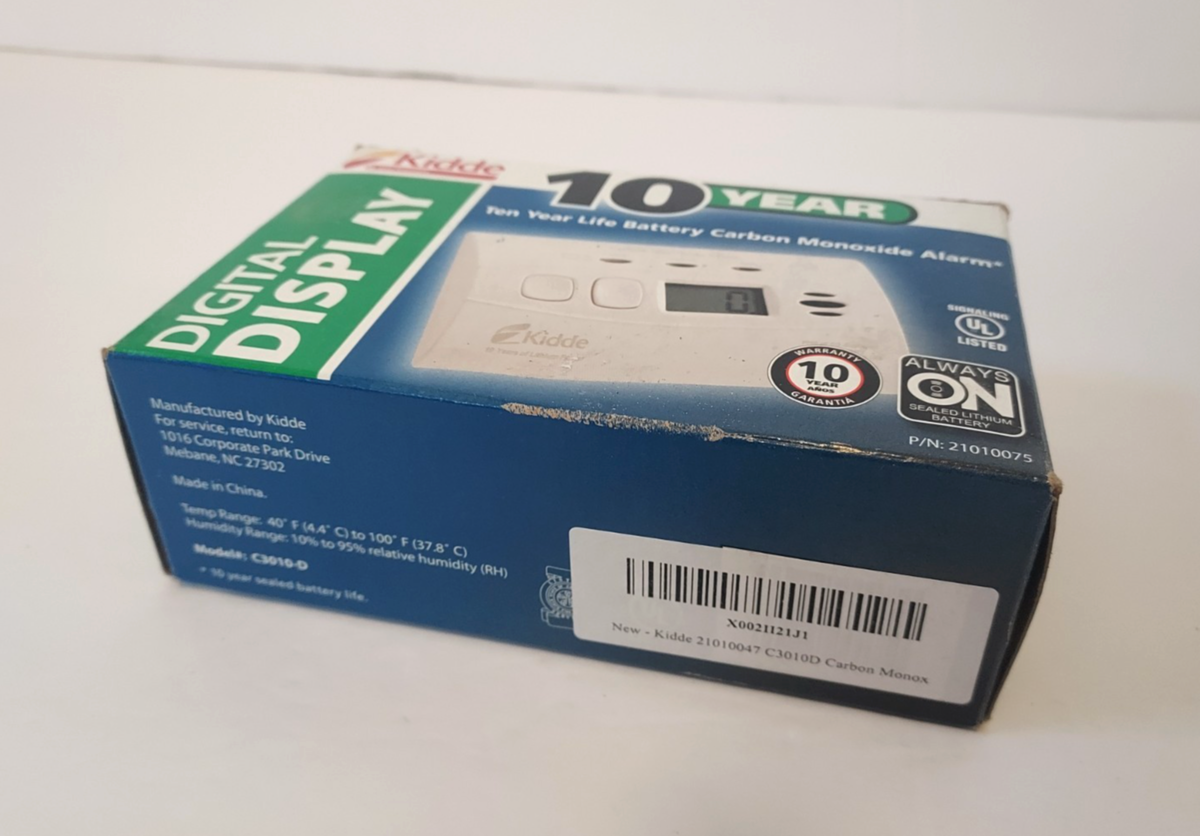 Kidde
10 YEAR
Ten Year Life Battery Carbon Monoxide Alarm*
DIGITAL
DISPLAY
0
Kidde
SIGNALING
UL
LISTED
WARRANTY
10
YEAR
AÑOS
GARANTIA
ALWAYS
ON
SEALED LITHIUM
BATTERY
P/N: 21010075
Manufactured by Kidde
For service, return to:
1016 Corporate Park Drive
Mebane, NC 27302
Made in China.
Temp Range: 40° F (4.4° C) to 100° F (37.8° C)
Humidity Range: 10% to 95% relative humidity (RH)
Model#: C3010-D
* 10 year sealed battery life.
X002II21J1
New - Kidde 21010047 C3010D Carbon Monox